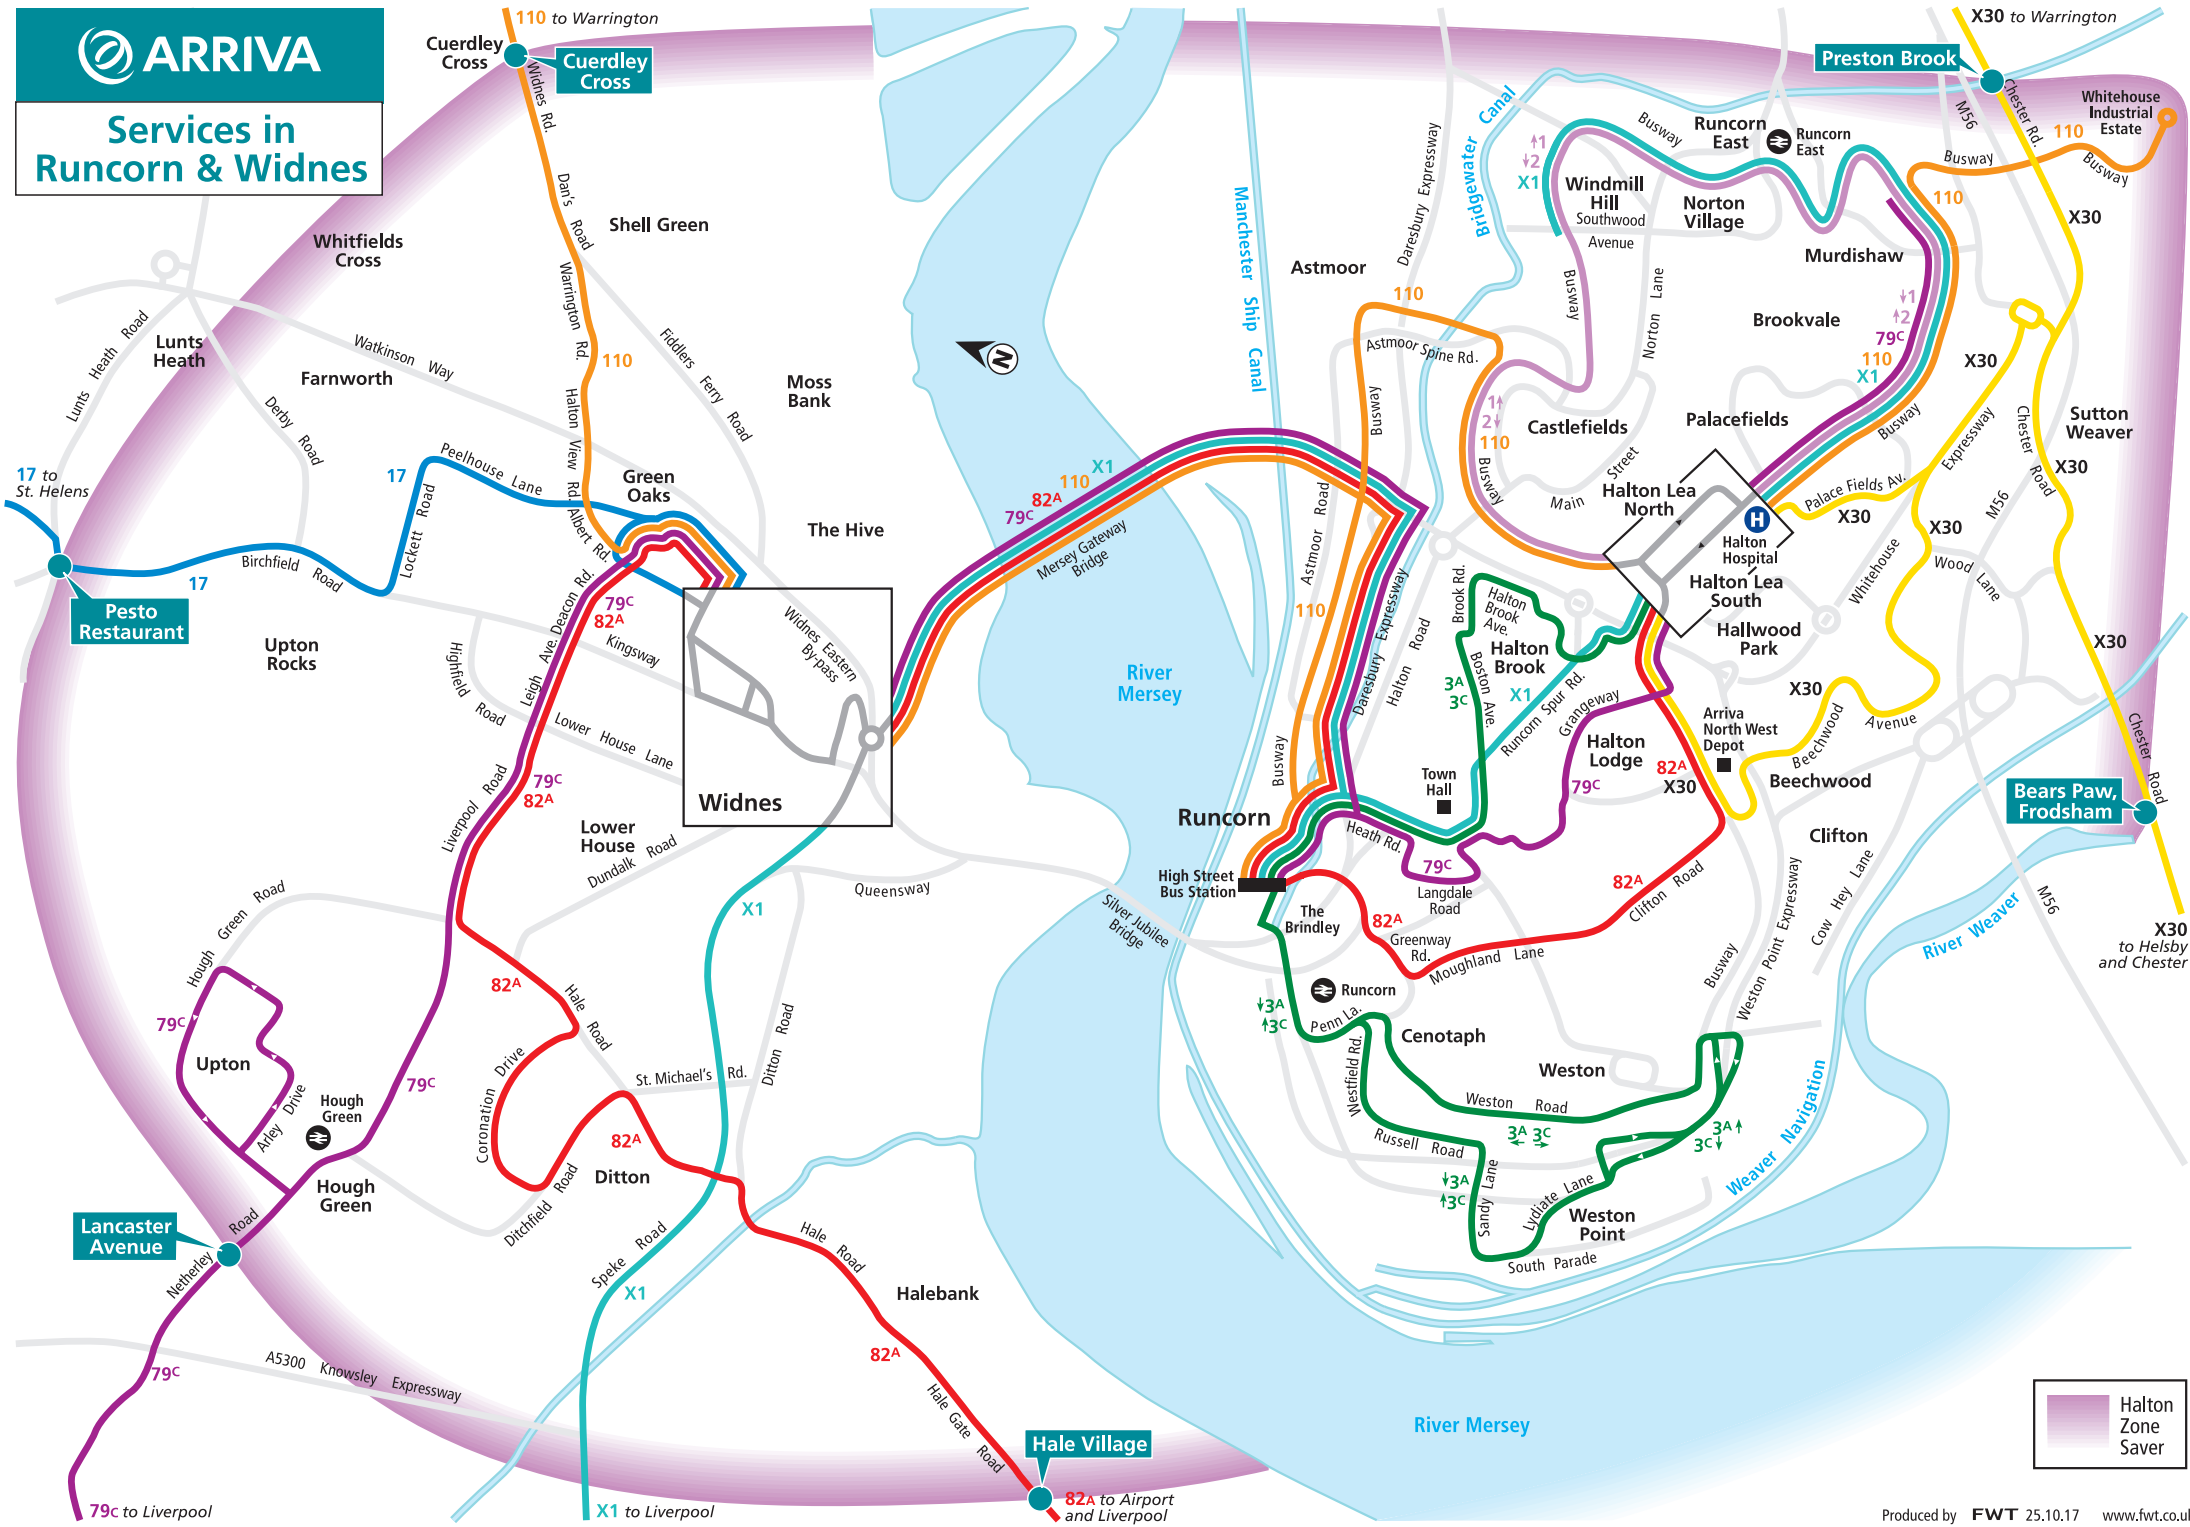 ARRIVA
Services in
Runcorn & Widnes
110 to Warrington
Cuerdley
Cross
Cuerdley
Cross
Widnes Rd.
Dan's Road
Shell Green
Whitfields
Cross
Warrington Rd.
110
Lunts Heath Road
Lunts
Heath
Watkinson Way
Farnworth
Derby Road
Fiddlers Ferry Road
Moss
Bank
Halton View Rd.
17 to
St. Helens
17
Peelhouse Lane
Green
Oaks
Albert Rd.
The Hive
Lockett Road
Birchfield Road
17
Pesto
Restaurant
Upton
Rocks
Leigh Ave.
Deacon Rd.
79C
82A
Kingsway
Highfield Road
Lower House Lane
Widnes Eastern
By-pass
Widnes
79C
82A
Liverpool Road
Lower
House
Dundalk Road
Queensway
Silver Jubilee
Bridge
X1
Hough Green Road
82A
Hale Road
79C
Upton
Arley Drive
Hough
Green
79C
Coronation Drive
St. Michael's Rd.
Ditton Road
82A
Ditton
Ditchfield Road
Hough
Green
Lancaster
Avenue
Netherley Road
Speke Road
X1
Hale Road
Halebank
82A
Hale Gate Road
79C
A5300 Knowsley Expressway
79C to Liverpool
X1 to Liverpool
Hale Village
82A to Airport
and Liverpool
N
River
Mersey
River Mersey
X1
110
82A
79C
Mersey Gateway
Bridge
Manchester Ship Canal
Bridgewater Canal
Daresbury Expressway
Astmoor
110
Astmoor Spine Rd.
Busway
Astmoor Road
110
Busway
Daresbury Expressway
Halton Road
Runcorn
High Street
Bus Station
1
2
X1
Busway
Windmill
Hill
Southwood
Avenue
Busway
Norton Lane
Norton
Village
Runcorn
East
Runcorn
East
Murdishaw
Brookvale
1
2
79C
110
X1
Busway
1
2
110
Busway
Castlefields
Main Street
Palacefields
Halton Lea
North
H
Halton
Hospital
Halton Lea
South
Hallwood
Park
Palace Fields Av.
X30
X30 to Warrington
Preston Brook
Chester Rd.
M56
Whitehouse
Industrial
Estate
110
Busway
Busway
110
X30
X30
Whitehouse Expressway
Chester Road
Sutton
Weaver
X30
M56
X30
Wood Lane
X30
X30
Beechwood Avenue
Beechwood
Arriva
North West
Depot
Bears Paw,
Frodsham
Chester Road
Clifton
Cow Hey Lane
Weston Point Expressway
Busway
River Weaver
M56
X30
to Helsby
and Chester
Brook Rd.
Halton
Brook
Ave.
Halton
Brook
3A
3C
Boston Ave.
X1
Runcorn Spur Rd.
Grangeway
Halton
Lodge
79C
82A
X30
Town
Hall
Heath Rd.
79C
Langdale
Road
82A
Clifton Road
The
Brindley
82A
Greenway
Rd.
Moughland Lane
Runcorn
3A
3C
Penn La.
Cenotaph
Westfield Rd.
Weston
Weston Road
3A 3C
Russell Road
3A
3C
3A
3C
Sandy Lane
Lydiate Lane
Weston
Point
South Parade
Weaver Navigation
River Mersey
Halton
Zone
Saver
Produced by FWT 25.10.17 www.fwt.co.uk